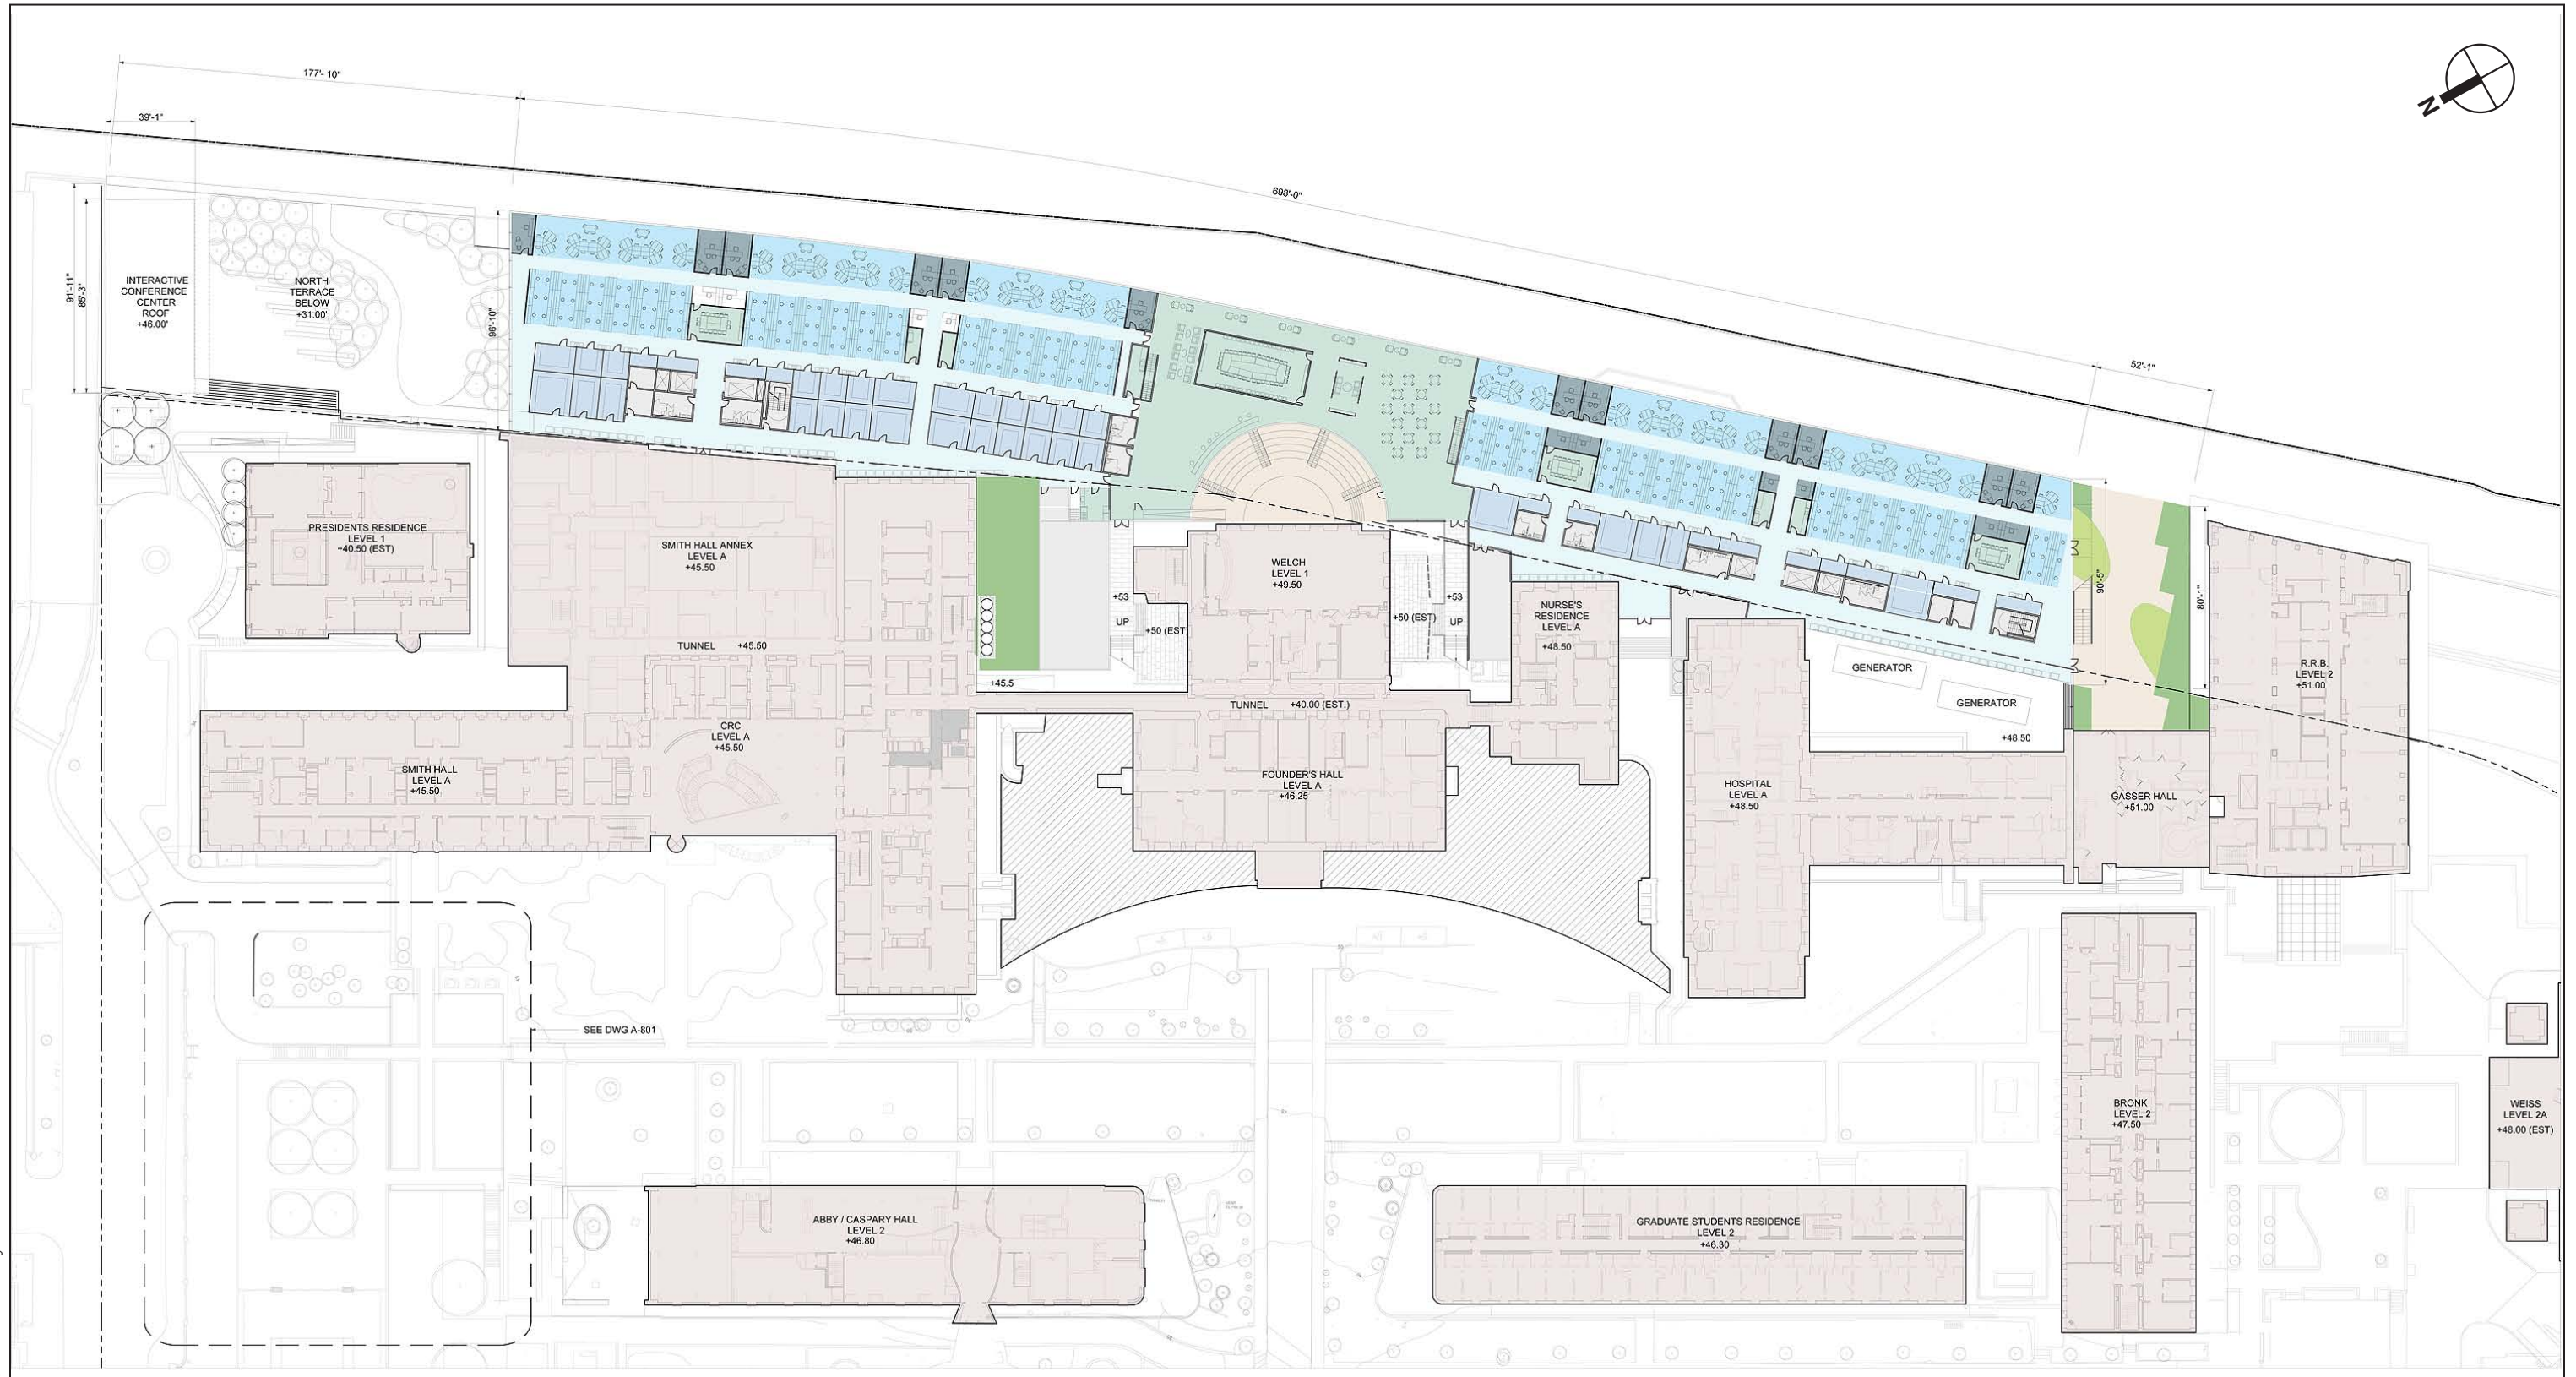 177'- 10"
39'-1"
698'-0"
N
91'-11"
85'-3"
INTERACTIVE
CONFERENCE
CENTER
ROOF
+46.00'
NORTH
TERRACE
BELOW
+31.00'
96'-10"
52'-1"
90'-5"
80'-1"
PRESIDENTS RESIDENCE
LEVEL 1
+40.50 (EST)
SMITH HALL ANNEX
LEVEL A
+45.50
WELCH
LEVEL 1
+49.50
+53
UP
+50 (EST)
+50 (EST)
+53
UP
NURSE'S
RESIDENCE
LEVEL A
+48.50
TUNNEL +45.50
GENERATOR
GENERATOR
+48.50
R.R.B.
LEVEL 2
+51.00
+45.5
TUNNEL +40.00 (EST.)
CRC
LEVEL A
+45.50
SMITH HALL
LEVEL A
+45.50
FOUNDER'S HALL
LEVEL A
+46.25
HOSPITAL
LEVEL A
+48.50
GASSER HALL
+51.00
SEE DWG A-801
BRONK
LEVEL 2
+47.50
WEISS
LEVEL 2A
+48.00 (EST)
ABBY / CASPARY HALL
LEVEL 2
+46.80
GRADUATE STUDENTS RESIDENCE
LEVEL 2
+46.30